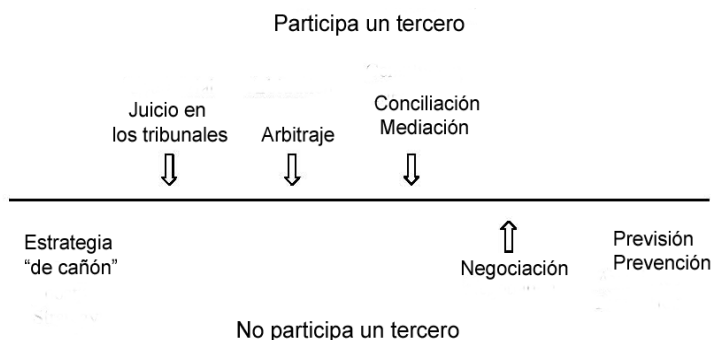 Participa un tercero
Juicio en
los tribunales
Arbitraje
Conciliación
Mediación
Estrategia
“de cañón”
Negociación
Previsión
Prevención
No participa un tercero